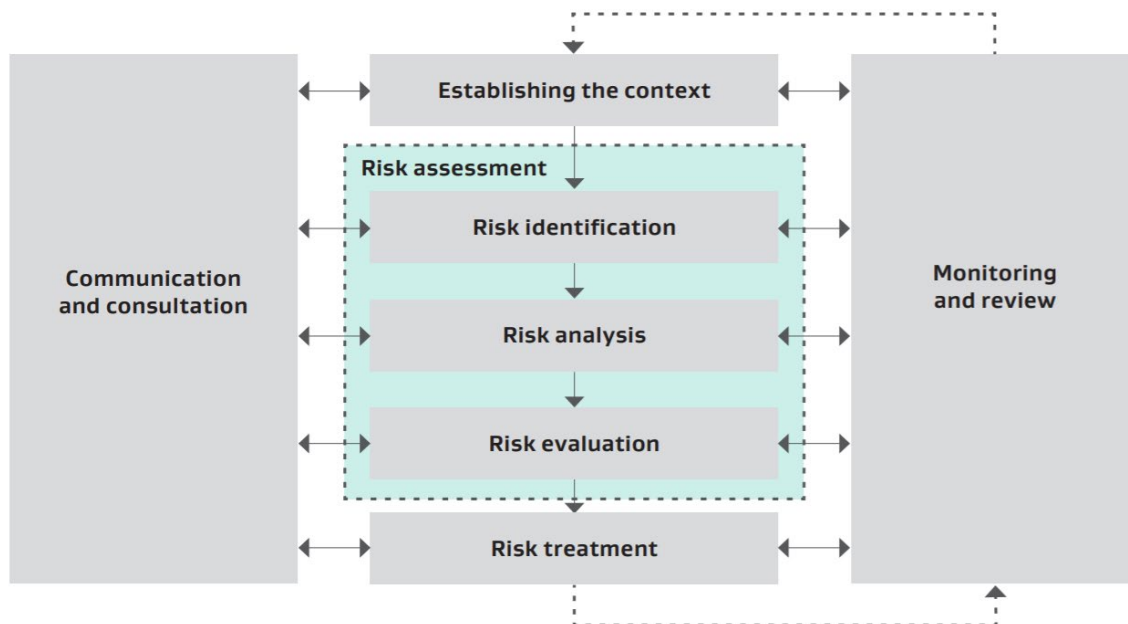 Establishing the context
Risk assessment
Risk identification
Communication
and consultation
Monitoring
and review
Risk analysis
Risk evaluation
Risk treatment